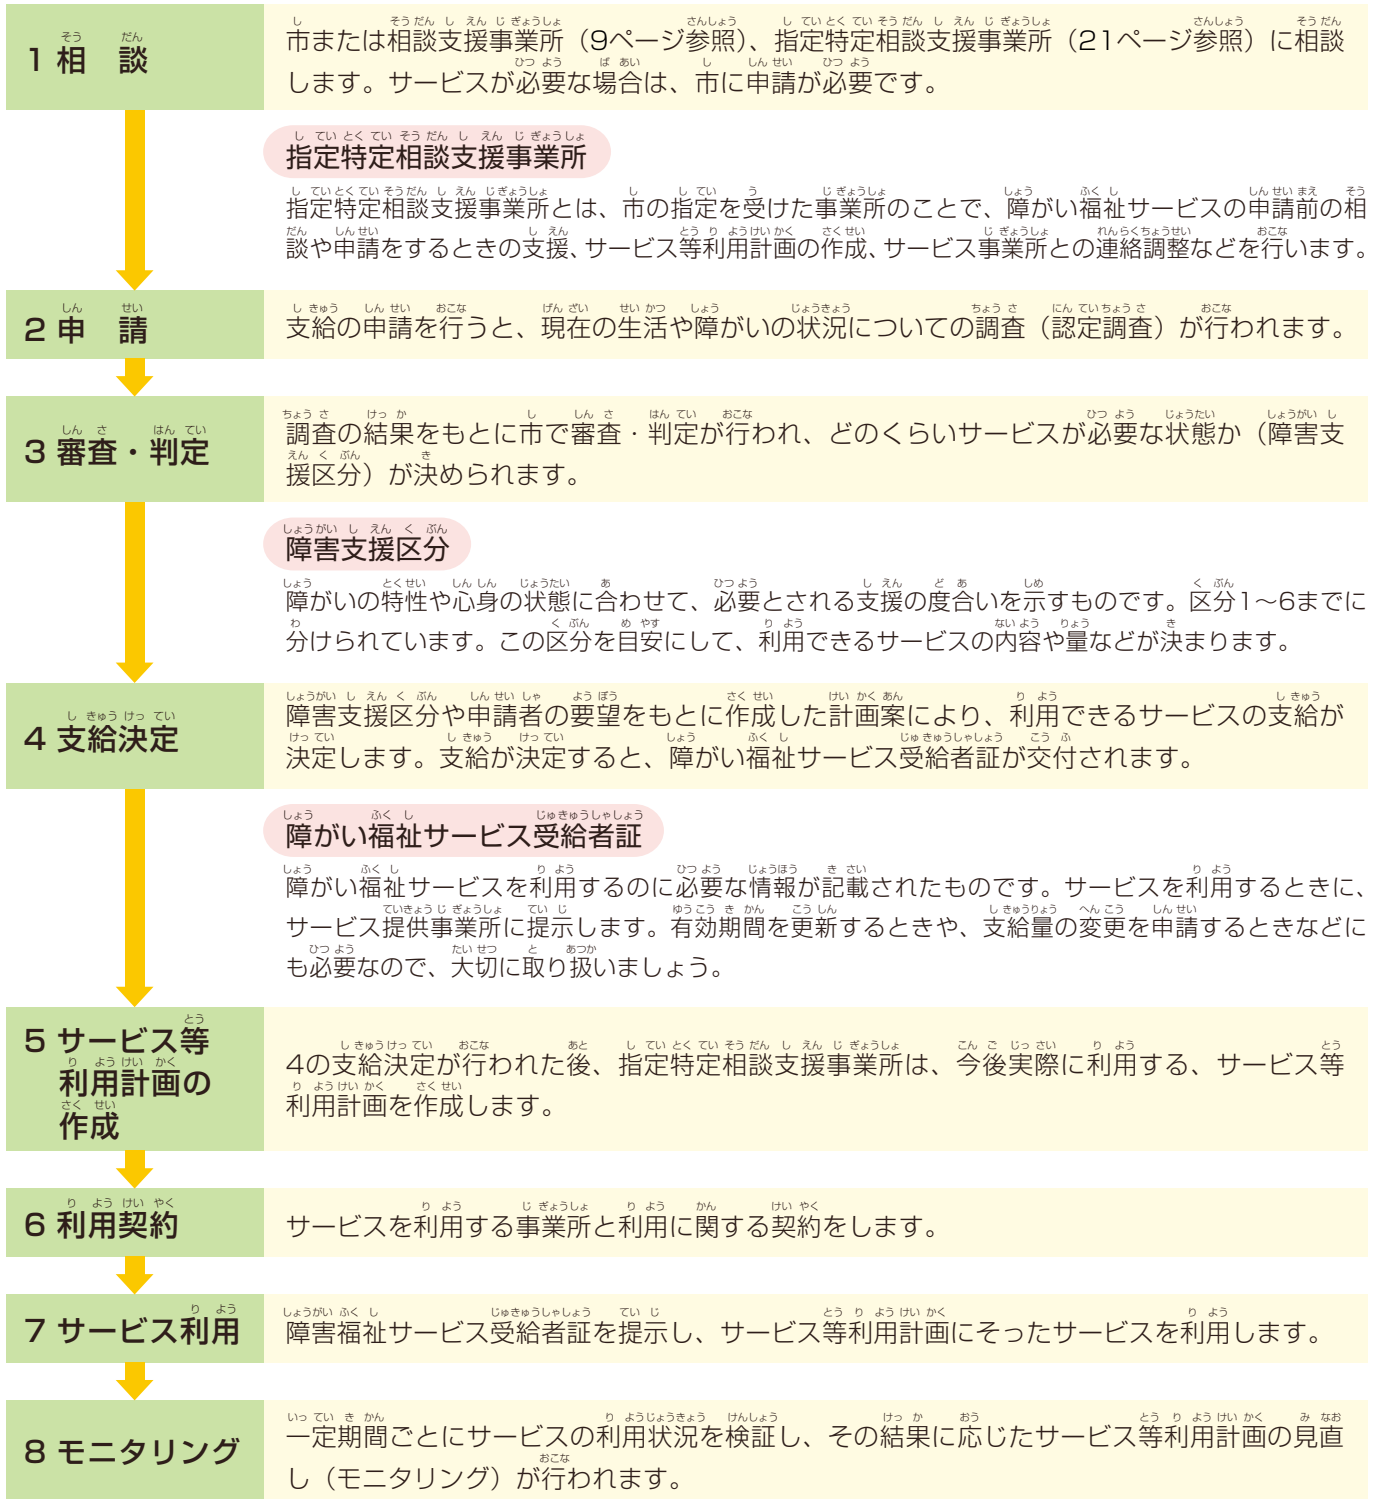 1 相　談
市または相談支援事業所（9ページ参照）、指定特定相談支援事業所（21ページ参照）に相談
します。サービスが必要な場合は、市に申請が必要です。
指定特定相談支援事業所
指定特定相談支援事業所とは、市の指定を受けた事業所のことで、障がい福祉サービスの申請前の相
談や申請をするときの支援、サービス等利用計画の作成、サービス事業所との連絡調整などを行います。
2 申　請
支給の申請を行うと、現在の生活や障がいの状況についての調査（認定調査）が行われます。
3 審査・判定
調査の結果をもとに市で審査・判定が行われ、どのくらいサービスが必要な状態か（障害支
援区分）が決められます。
障害支援区分
障がいの特性や心身の状態に合わせて、必要とされる支援の度合いを示すものです。区分1～6までに
分けられています。この区分を目安にして、利用できるサービスの内容や量などが決まります。
4 支給決定
障害支援区分や申請者の要望をもとに作成した計画案により、利用できるサービスの支給が
決定します。支給が決定すると、障がい福祉サービス受給者証が交付されます。
障がい福祉サービス受給者証
障がい福祉サービスを利用するのに必要な情報が記載されたものです。サービスを利用するときに、
サービス提供事業所に提示します。有効期間を更新するときや、支給量の変更を申請するときなどに
も必要なので、大切に取り扱いましょう。
5 サービス等
利用計画の
作成
4の支給決定が行われた後、指定特定相談支援事業所は、今後実際に利用する、サービス等
利用計画を作成します。
6 利用契約
サービスを利用する事業所と利用に関する契約をします。
7 サービス利用
障害福祉サービス受給者証を提示し、サービス等利用計画にそったサービスを利用します。
8 モニタリング
一定期間ごとにサービスの利用状況を検証し、その結果に応じたサービス等利用計画の見直
し（モニタリング）が行われます。